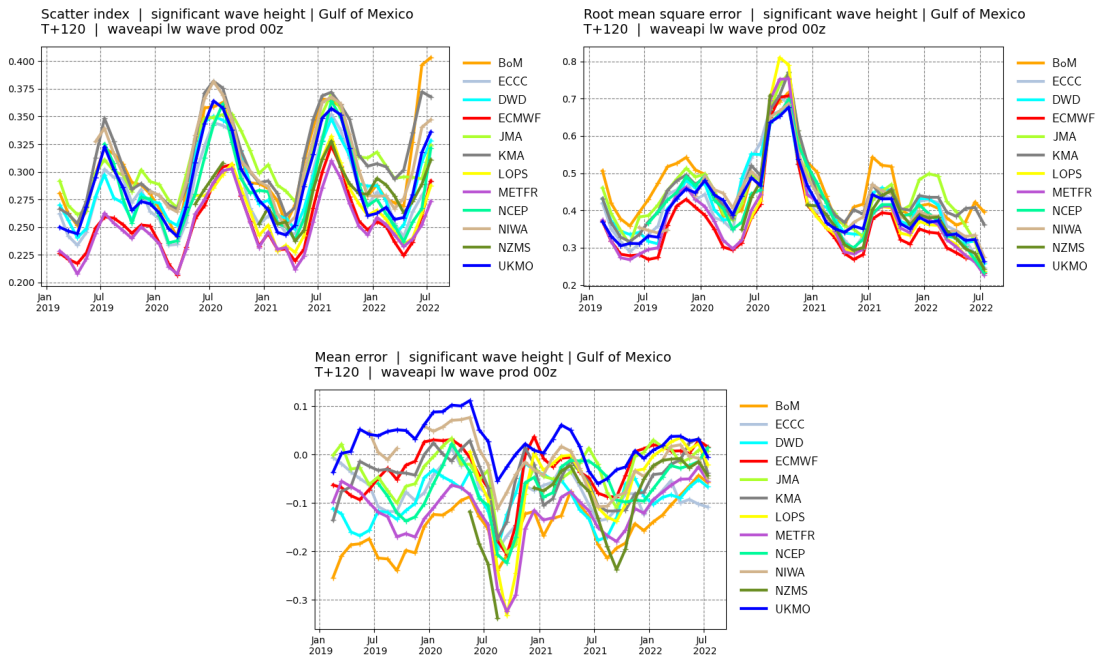 Scatter index | significant wave height | Gulf of Mexico
T+120 | waveapi lw wave prod 00z
0.400
0.375
0.350
0.325
0.300
0.275
0.250
0.225
0.200
Jan 2019
Jul 2019
Jan 2020
Jul 2020
Jan 2021
Jul 2021
Jan 2022
Jul 2022
BoM
ECCC
DWD
ECMWF
JMA
KMA
LOPS
METFR
NCEP
NIWA
NZMS
UKMO
Root mean square error | significant wave height | Gulf of Mexico
T+120 | waveapi lw wave prod 00z
0.8
0.7
0.6
0.5
0.4
0.3
0.2
Jan 2019
Jul 2019
Jan 2020
Jul 2020
Jan 2021
Jul 2021
Jan 2022
Jul 2022
BoM
ECCC
DWD
ECMWF
JMA
KMA
LOPS
METFR
NCEP
NIWA
NZMS
UKMO
Mean error | significant wave height | Gulf of Mexico
T+120 | waveapi lw wave prod 00z
0.1
0.0
−0.1
−0.2
−0.3
Jan 2019
Jul 2019
Jan 2020
Jul 2020
Jan 2021
Jul 2021
Jan 2022
Jul 2022
BoM
ECCC
DWD
ECMWF
JMA
KMA
LOPS
METFR
NCEP
NIWA
NZMS
UKMO